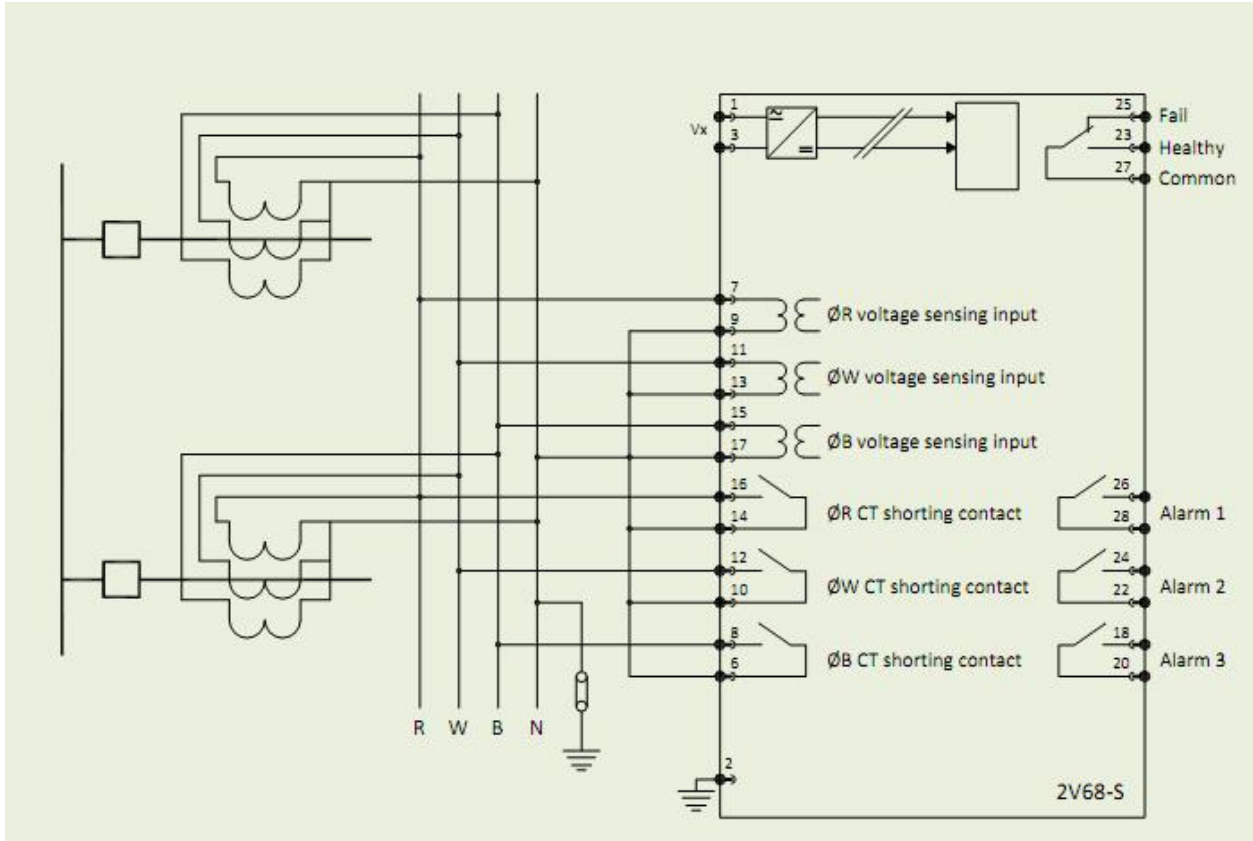 1
Vx
3
25 Fail
23 Healthy
27 Common
7
ØR voltage sensing input
9
11
ØW voltage sensing input
13
15
ØB voltage sensing input
17
16
ØR CT shorting contact
14
26
Alarm 1
28
12
ØW CT shorting contact
10
24
Alarm 2
22
8
ØB CT shorting contact
6
18
Alarm 3
20
R W B N
2
2V68-S